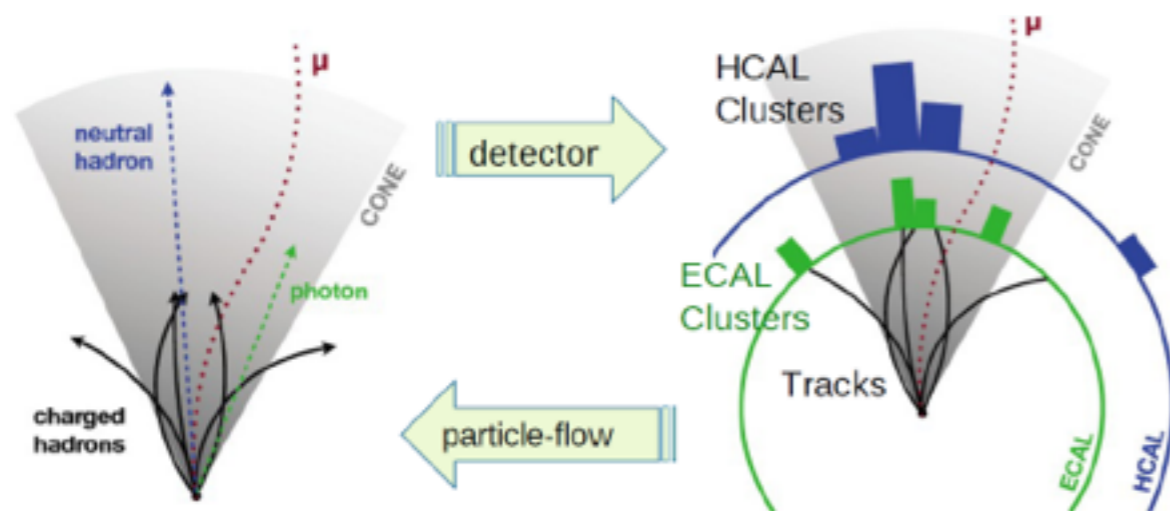 μ
neutral
hadron
CONE
photon
charged
hadrons
detector
particle-flow
μ
HCAL
Clusters
CONE
ECAL
Clusters
Tracks
ECAL
HCAL